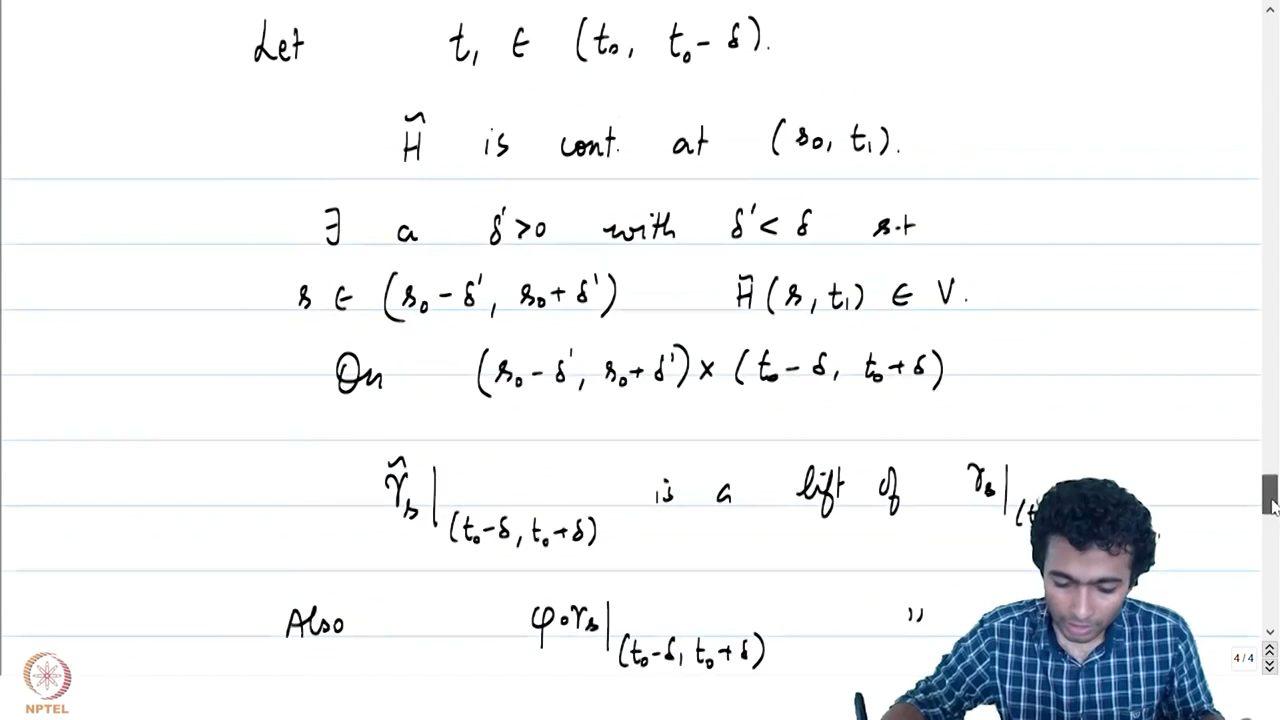 Let t₁ ∈ (t₀, t₀ - δ).
H̃ is cont. at (s₀, t₁).
∃ a δ' > 0 with δ' < δ s.t
s ∈ (s₀ - δ', s₀ + δ') H̃(s, t₁) ∈ V.
On (s₀ - δ', s₀ + δ') × (t₀ - δ, t₀ + δ)
γ̃ₛ|(t₀-δ, t₀+δ) is a lift of γₛ|(t
Also φ∘γₛ|(t₀-δ, t₀+δ) "
4 / 4
NPTEL